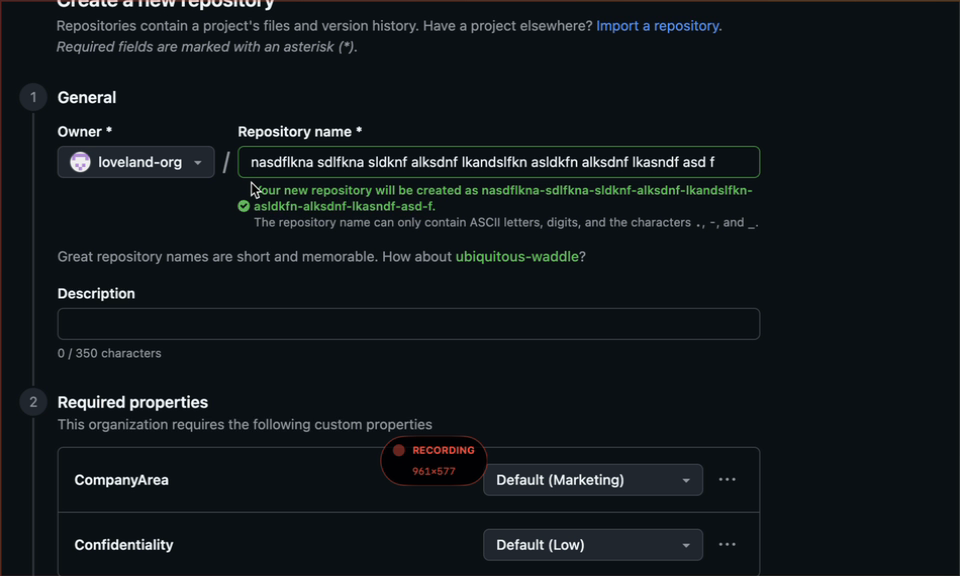 Create a new repository
Repositories contain a project's files and version history. Have a project elsewhere? Import a repository.
Required fields are marked with an asterisk (*).
1 General
Owner * Repository name *
loveland-org / nasdflkna sdlfkna sldknf alksdnf lkandslfkn asldkfn alksdnf lkasndf asd f
Your new repository will be created as nasdflkna-sdlfkna-sldknf-alksdnf-lkandslfkn-
asldkfn-alksdnf-lkasndf-asd-f.
The repository name can only contain ASCII letters, digits, and the characters ., -, and _.
Great repository names are short and memorable. How about ubiquitous-waddle?
Description
0 / 350 characters
2 Required properties
This organization requires the following custom properties
RECORDING
961×577
CompanyArea Default (Marketing)
Confidentiality Default (Low)